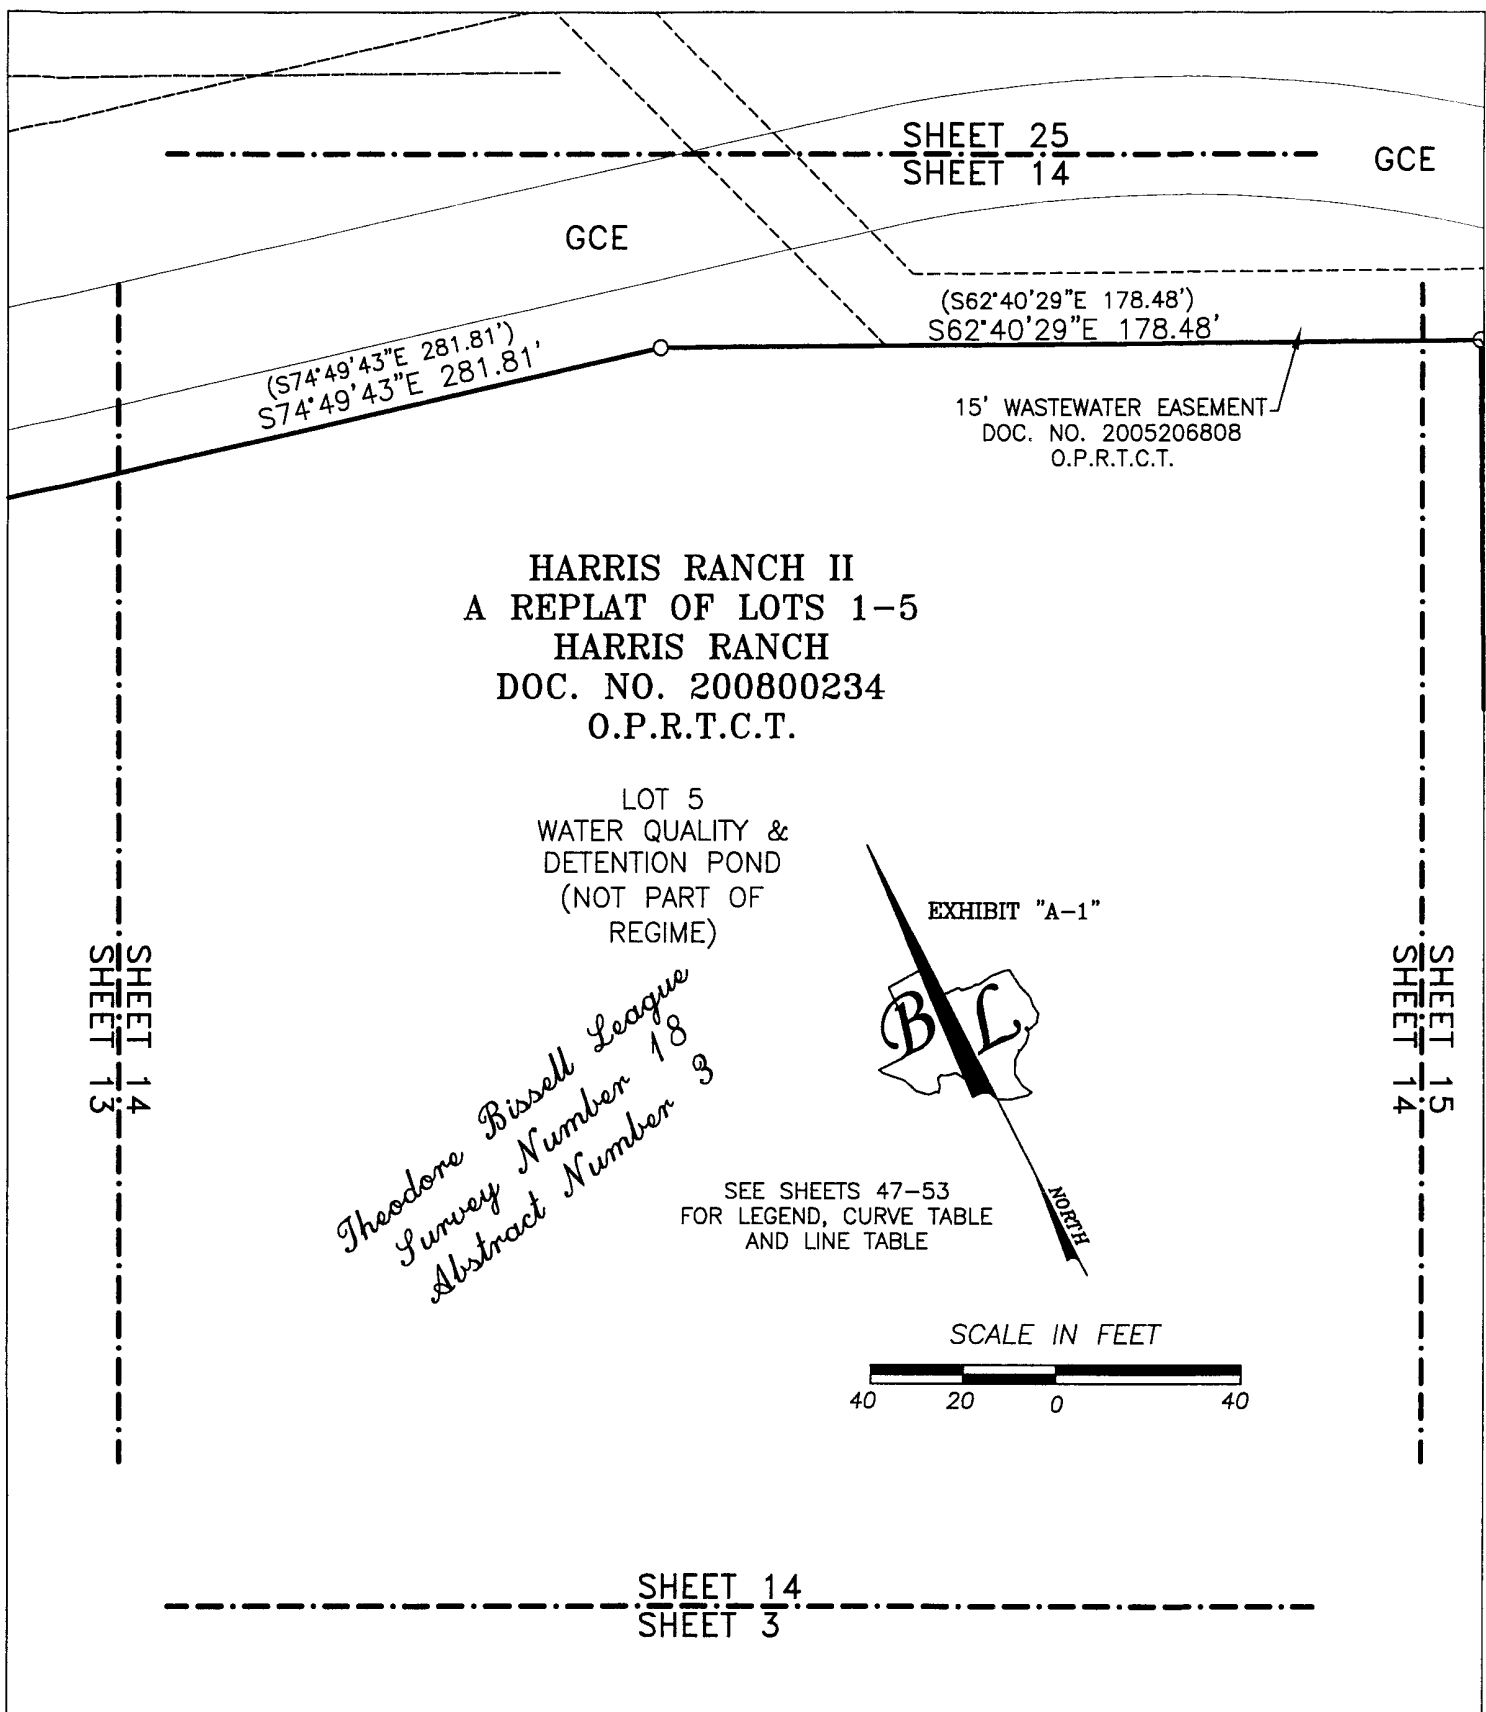 SHEET 25
SHEET 14
GCE
GCE
(S62°40'29"E 178.48')
S62°40'29"E 178.48'
(S74°49'43"E 281.81')
S74°49'43"E 281.81'
15' WASTEWATER EASEMENT
DOC. NO. 2005206808
O.P.R.T.C.T.
HARRIS RANCH II
A REPLAT OF LOTS 1-5
HARRIS RANCH
DOC. NO. 200800234
O.P.R.T.C.T.
LOT 5
WATER QUALITY &
DETENTION POND
(NOT PART OF
REGIME)
EXHIBIT "A-1"
B L
SHEET 14
SHEET 13
SHEET 15
SHEET 14
Theodore Bissell League
Survey Number 18
Abstract Number 3
SEE SHEETS 47-53
FOR LEGEND, CURVE TABLE
AND LINE TABLE
NORTH
SCALE IN FEET
40 20 0 40
SHEET 14
SHEET 3